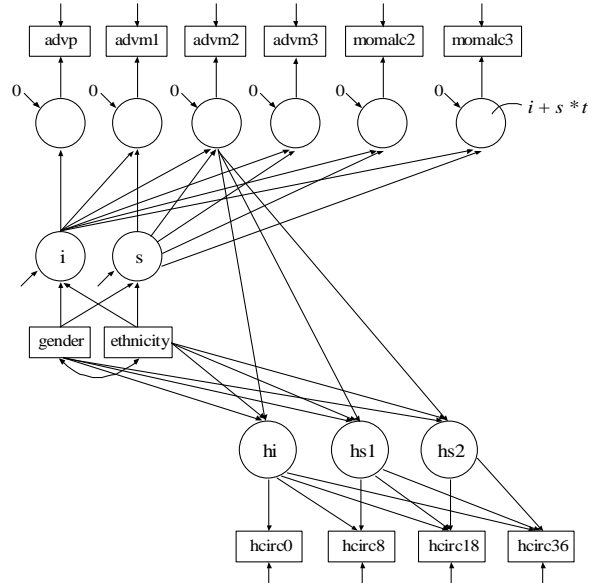 advp advm1 advm2 advm3 momalc2 momalc3
0 0 0 0 0 0
i + s * t
i s
gender ethnicity
hi hs1 hs2
hcirc0 hcirc8 hcirc18 hcirc36